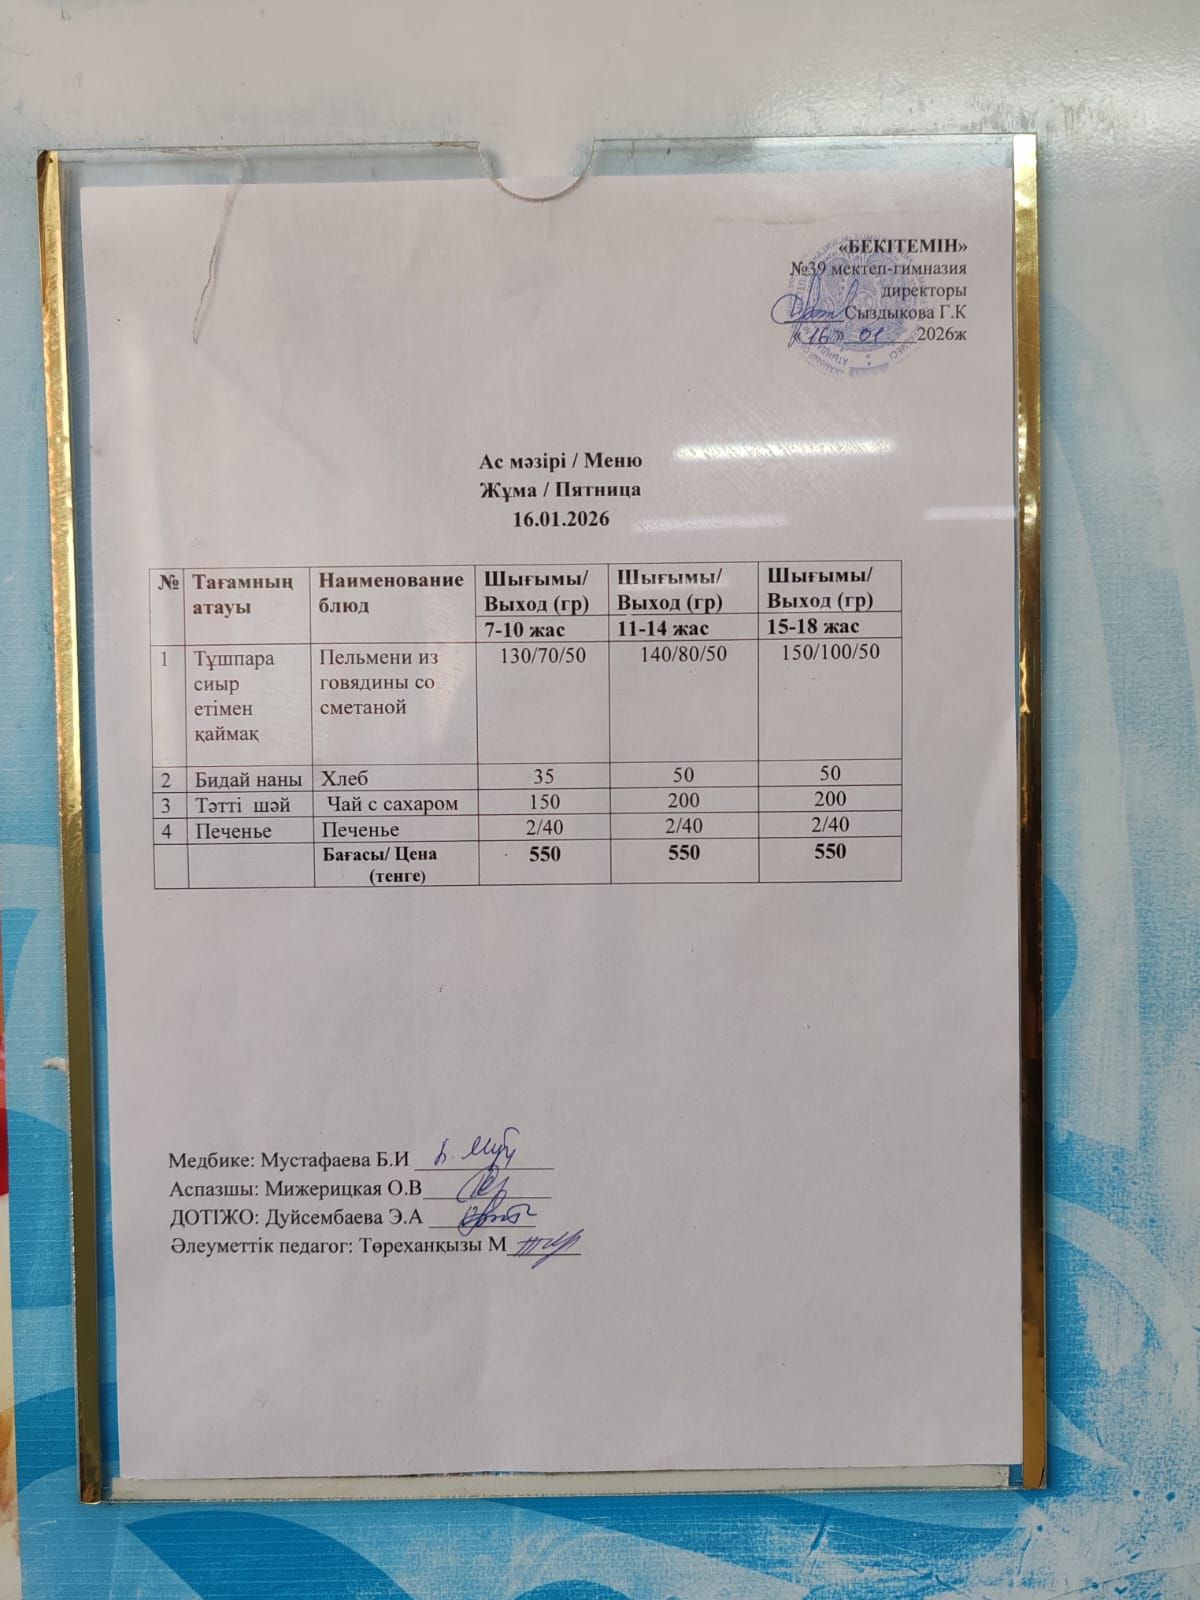 «БЕКІТЕМІН»
№39 мектеп-гимназия
директоры
Сыздыкова Г.К
«16» 01 2026ж
Ас мәзірі / Меню
Жұма / Пятница
16.01.2026
№ Тағамның атауы Наименование блюд Шығымы/ Выход (гр) Шығымы/ Выход (гр) Шығымы/ Выход (гр)
7-10 жас 11-14 жас 15-18 жас
1 Тұшпара сиыр етімен қаймақ Пельмени из говядины со сметаной 130/70/50 140/80/50 150/100/50
2 Бидай наны Хлеб 35 50 50
3 Тәтті шәй Чай с сахаром 150 200 200
4 Печенье Печенье 2/40 2/40 2/40
Бағасы/ Цена (тенге) 550 550 550
Медбике: Мустафаева Б.И
Аспазшы: Мижерицкая О.В
ДОТІЖО: Дуйсембаева Э.А
Әлеуметтік педагог: Төреханқызы М